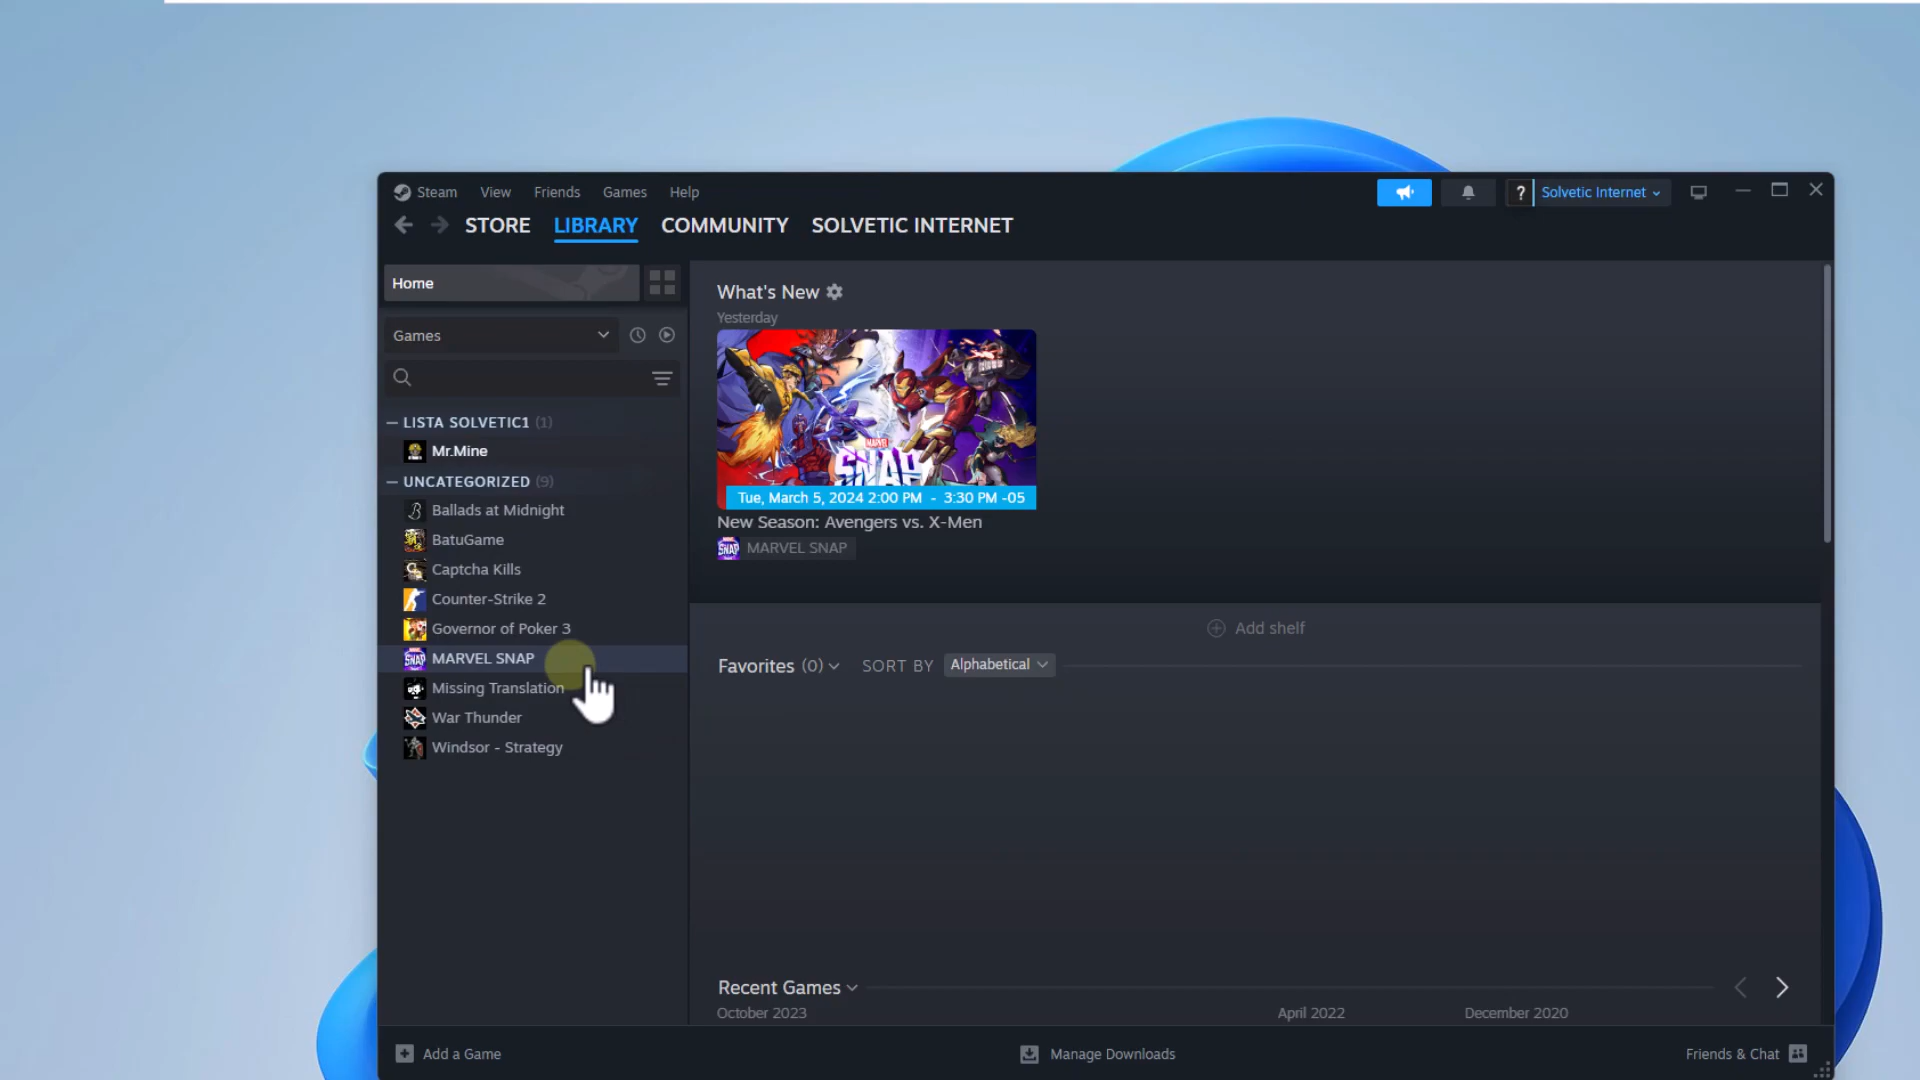 Steam View Friends Games Help
? Solvetic Internet
STORE LIBRARY COMMUNITY SOLVETIC INTERNET
Home
Games
LISTA SOLVETIC1 (1)
Mr.Mine
UNCATEGORIZED (9)
Ballads at Midnight
BatuGame
Captcha Kills
Counter-Strike 2
Governor of Poker 3
MARVEL SNAP
Missing Translation
War Thunder
Windsor - Strategy
What's New
Yesterday
MARVEL
SNAP
Tue, March 5, 2024 2:00 PM - 3:30 PM -05
New Season: Avengers vs. X-Men
SNAP MARVEL SNAP
Add shelf
Favorites (0) SORT BY Alphabetical
Recent Games
October 2023 April 2022 December 2020
Add a Game
Manage Downloads
Friends & Chat